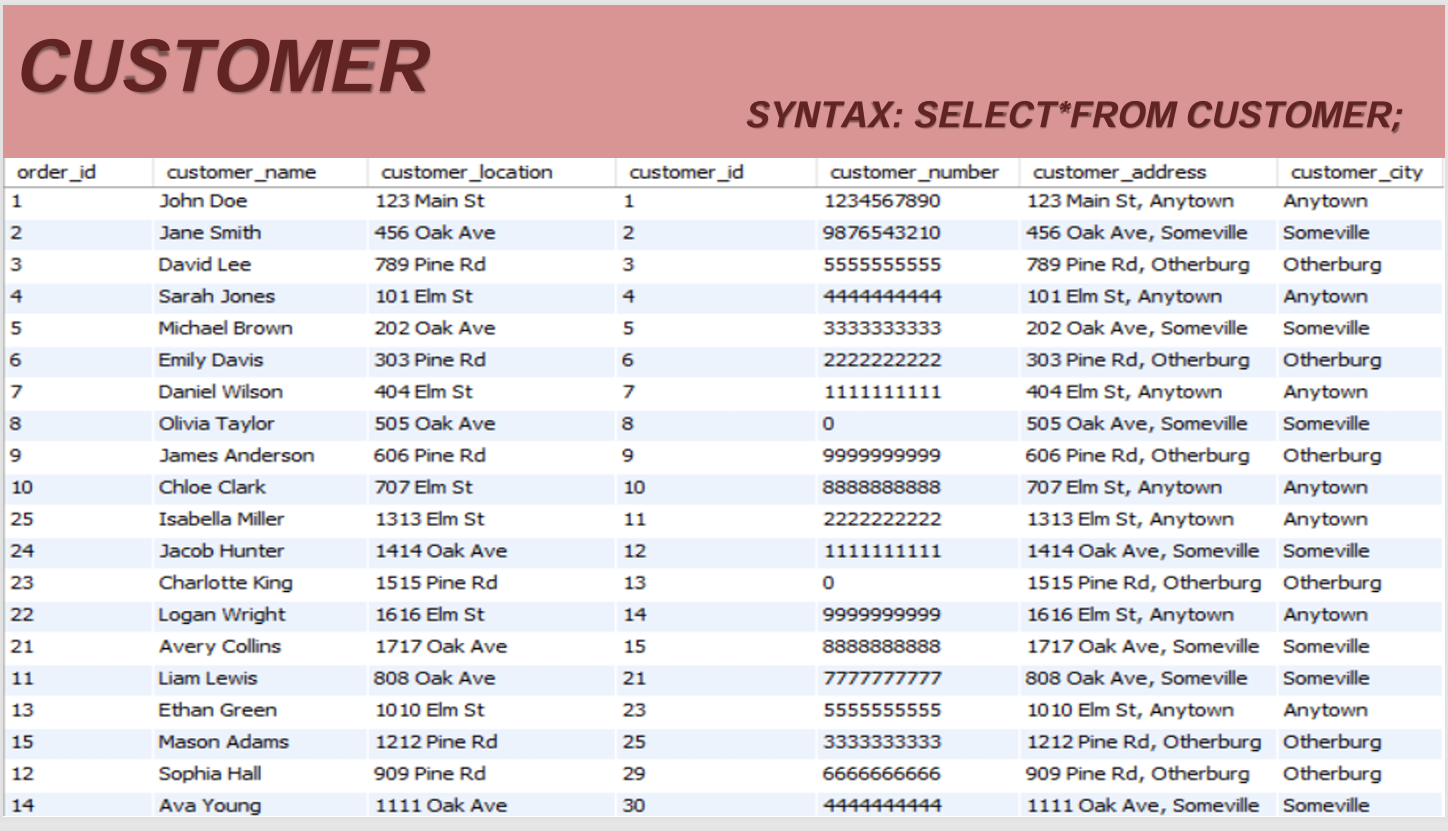 CUSTOMER
SYNTAX: SELECT*FROM CUSTOMER;
order_id customer_name customer_location customer_id customer_number customer_address customer_city
1 John Doe 123 Main St 1 1234567890 123 Main St, Anytown Anytown
2 Jane Smith 456 Oak Ave 2 9876543210 456 Oak Ave, Someville Someville
3 David Lee 789 Pine Rd 3 5555555555 789 Pine Rd, Otherburg Otherburg
4 Sarah Jones 101 Elm St 4 4444444444 101 Elm St, Anytown Anytown
5 Michael Brown 202 Oak Ave 5 3333333333 202 Oak Ave, Someville Someville
6 Emily Davis 303 Pine Rd 6 2222222222 303 Pine Rd, Otherburg Otherburg
7 Daniel Wilson 404 Elm St 7 1111111111 404 Elm St, Anytown Anytown
8 Olivia Taylor 505 Oak Ave 8 0 505 Oak Ave, Someville Someville
9 James Anderson 606 Pine Rd 9 9999999999 606 Pine Rd, Otherburg Otherburg
10 Chloe Clark 707 Elm St 10 8888888888 707 Elm St, Anytown Anytown
25 Isabella Miller 1313 Elm St 11 2222222222 1313 Elm St, Anytown Anytown
24 Jacob Hunter 1414 Oak Ave 12 1111111111 1414 Oak Ave, Someville Someville
23 Charlotte King 1515 Pine Rd 13 0 1515 Pine Rd, Otherburg Otherburg
22 Logan Wright 1616 Elm St 14 9999999999 1616 Elm St, Anytown Anytown
21 Avery Collins 1717 Oak Ave 15 8888888888 1717 Oak Ave, Someville Someville
11 Liam Lewis 808 Oak Ave 21 7777777777 808 Oak Ave, Someville Someville
13 Ethan Green 1010 Elm St 23 5555555555 1010 Elm St, Anytown Anytown
15 Mason Adams 1212 Pine Rd 25 3333333333 1212 Pine Rd, Otherburg Otherburg
12 Sophia Hall 909 Pine Rd 29 6666666666 909 Pine Rd, Otherburg Otherburg
14 Ava Young 1111 Oak Ave 30 4444444444 1111 Oak Ave, Someville Someville